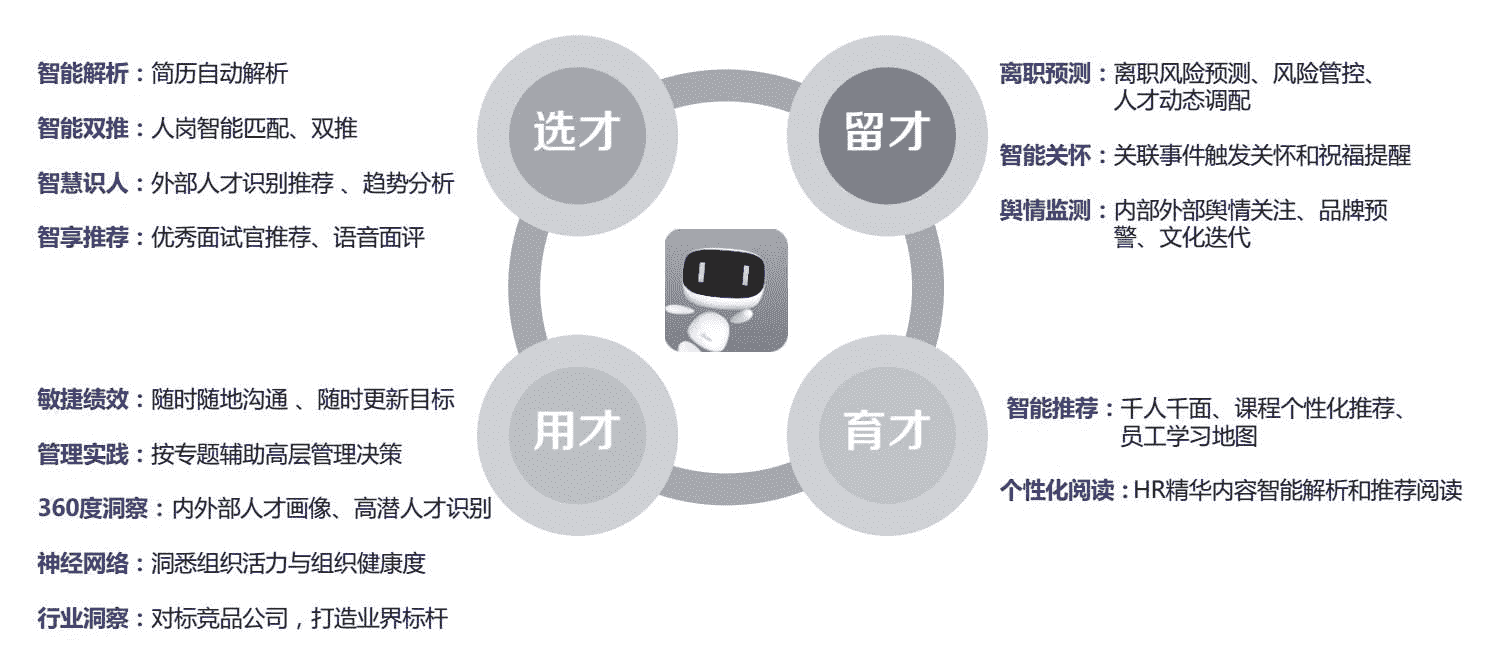 选才
智能解析：简历自动解析
智能双推：人岗智能匹配、双推
智慧识人：外部人才识别推荐 、趋势分析
智享推荐：优秀面试官推荐、语音面评
留才
离职预测：离职风险预测、风险管控、
人才动态调配
智能关怀：关联事件触发关怀和祝福提醒
舆情监测：内部外部舆情关注、品牌预
警、文化迭代
用才
敏捷绩效：随时随地沟通 、随时更新目标
管理实践：按专题辅助高层管理决策
360度洞察：内外部人才画像、高潜人才识别
神经网络：洞悉组织活力与组织健康度
行业洞察：对标竞品公司，打造业界标杆
育才
智能推荐：千人千面、课程个性化推荐、
员工学习地图
个性化阅读：HR精华内容智能解析和推荐阅读